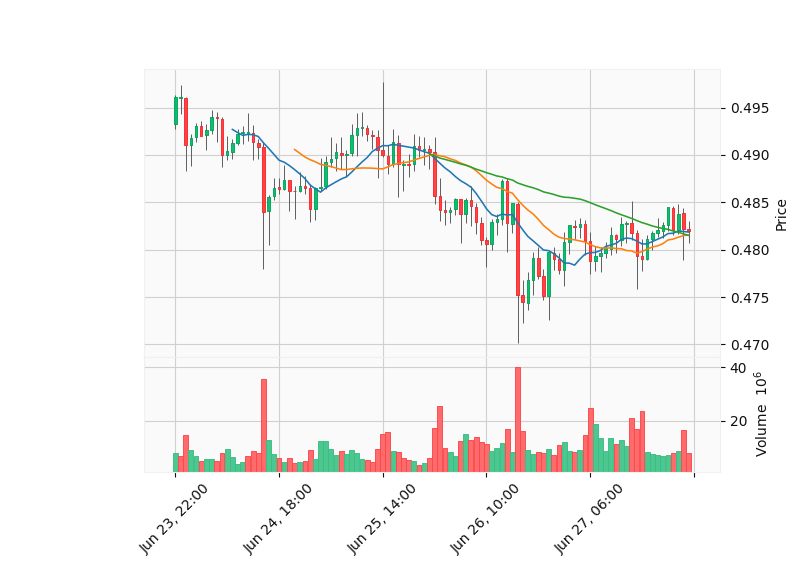 0.495
0.490
0.485
0.480
0.475
0.470
Price
40
20
Volume 10^6
Jun 23, 22:00
Jun 24, 18:00
Jun 25, 14:00
Jun 26, 10:00
Jun 27, 06:00